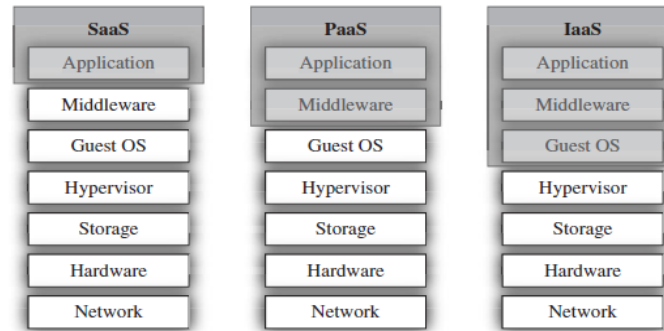 SaaS
Application
Middleware
Guest OS
Hypervisor
Storage
Hardware
Network
PaaS
Application
Middleware
Guest OS
Hypervisor
Storage
Hardware
Network
IaaS
Application
Middleware
Guest OS
Hypervisor
Storage
Hardware
Network